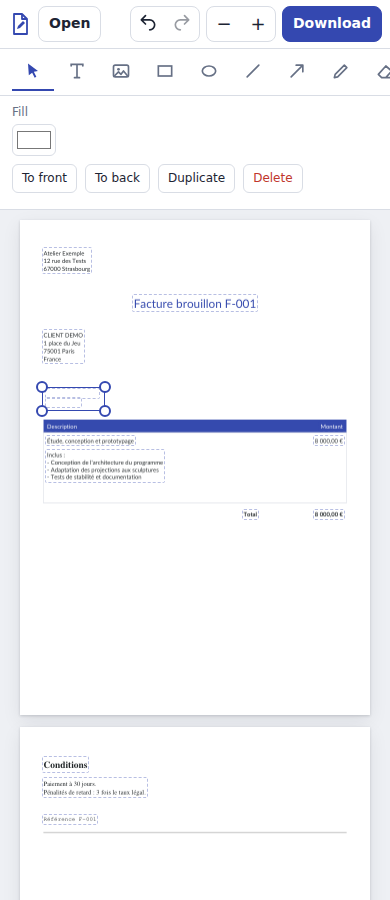 Open
Download
Fill
To front
To back
Duplicate
Delete
Atelier Exemple
12 rue des Tests
67000 Strasbourg
Facture brouillon F-001
CLIENT DEMO
1 place du Jeu
75001 Paris
France
Description Montant
Étude, conception et prototypage 8 000,00 €
Inclus :
- Conception de l'architecture du programme
- Adaptation des projections aux sculptures
- Tests de stabilité et documentation
Total 8 000,00 €
Conditions
Paiement à 30 jours.
Pénalités de retard : 3 fois le taux légal.
Référence F-001